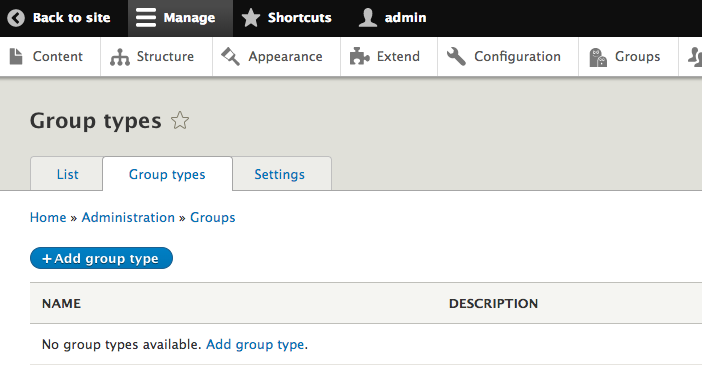 Back to site Manage Shortcuts admin
Content Structure Appearance Extend Configuration Groups
Group types
List Group types Settings
Home » Administration » Groups
+ Add group type
NAME DESCRIPTION
No group types available. Add group type.